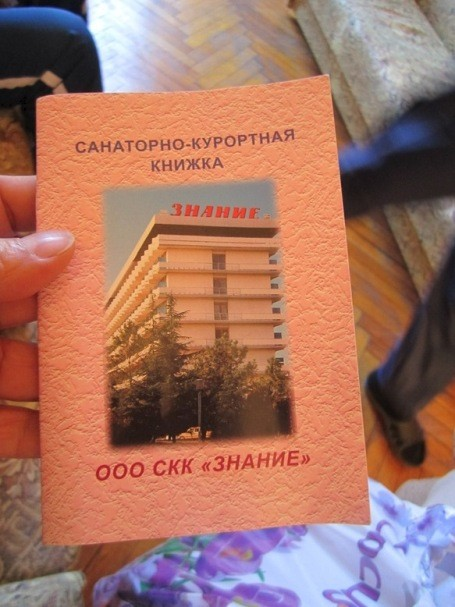 САНАТОРНО-КУРОРТНАЯ
КНИЖКА
ЗНАНИЕ
ООО СКК «ЗНАНИЕ»